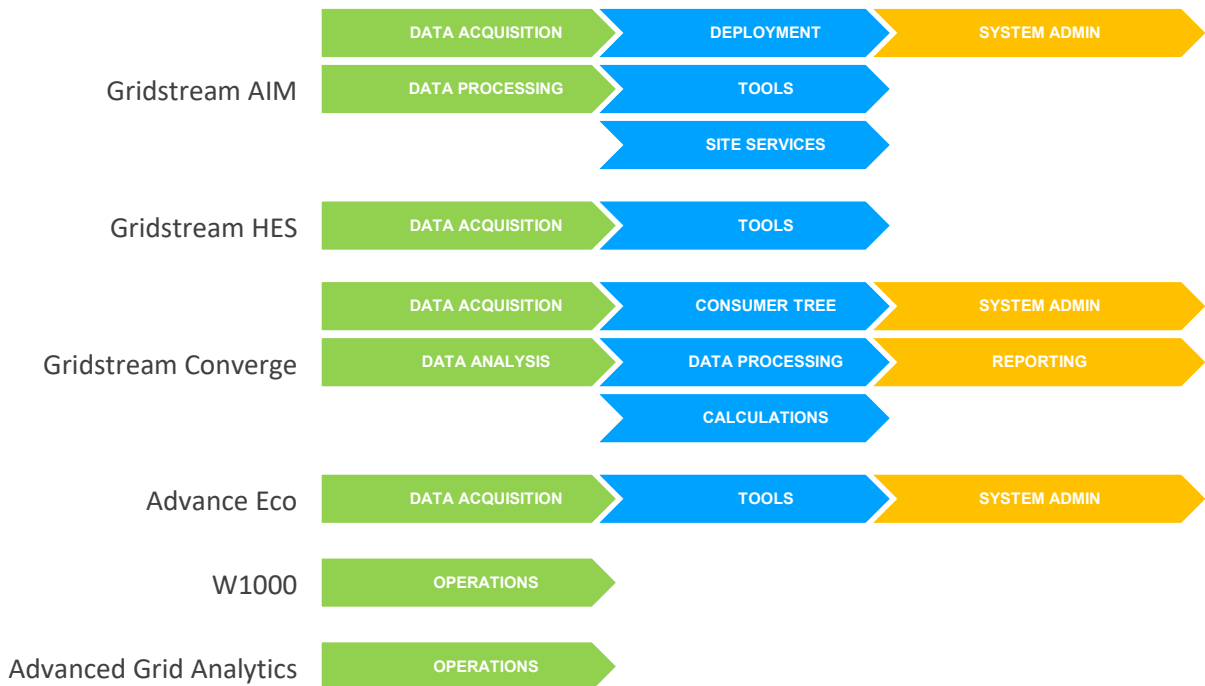 DATA ACQUISITION DEPLOYMENT SYSTEM ADMIN
Gridstream AIM DATA PROCESSING TOOLS
SITE SERVICES
Gridstream HES DATA ACQUISITION TOOLS
DATA ACQUISITION CONSUMER TREE SYSTEM ADMIN
Gridstream Converge DATA ANALYSIS DATA PROCESSING REPORTING
CALCULATIONS
Advance Eco DATA ACQUISITION TOOLS SYSTEM ADMIN
W1000 OPERATIONS
Advanced Grid Analytics OPERATIONS